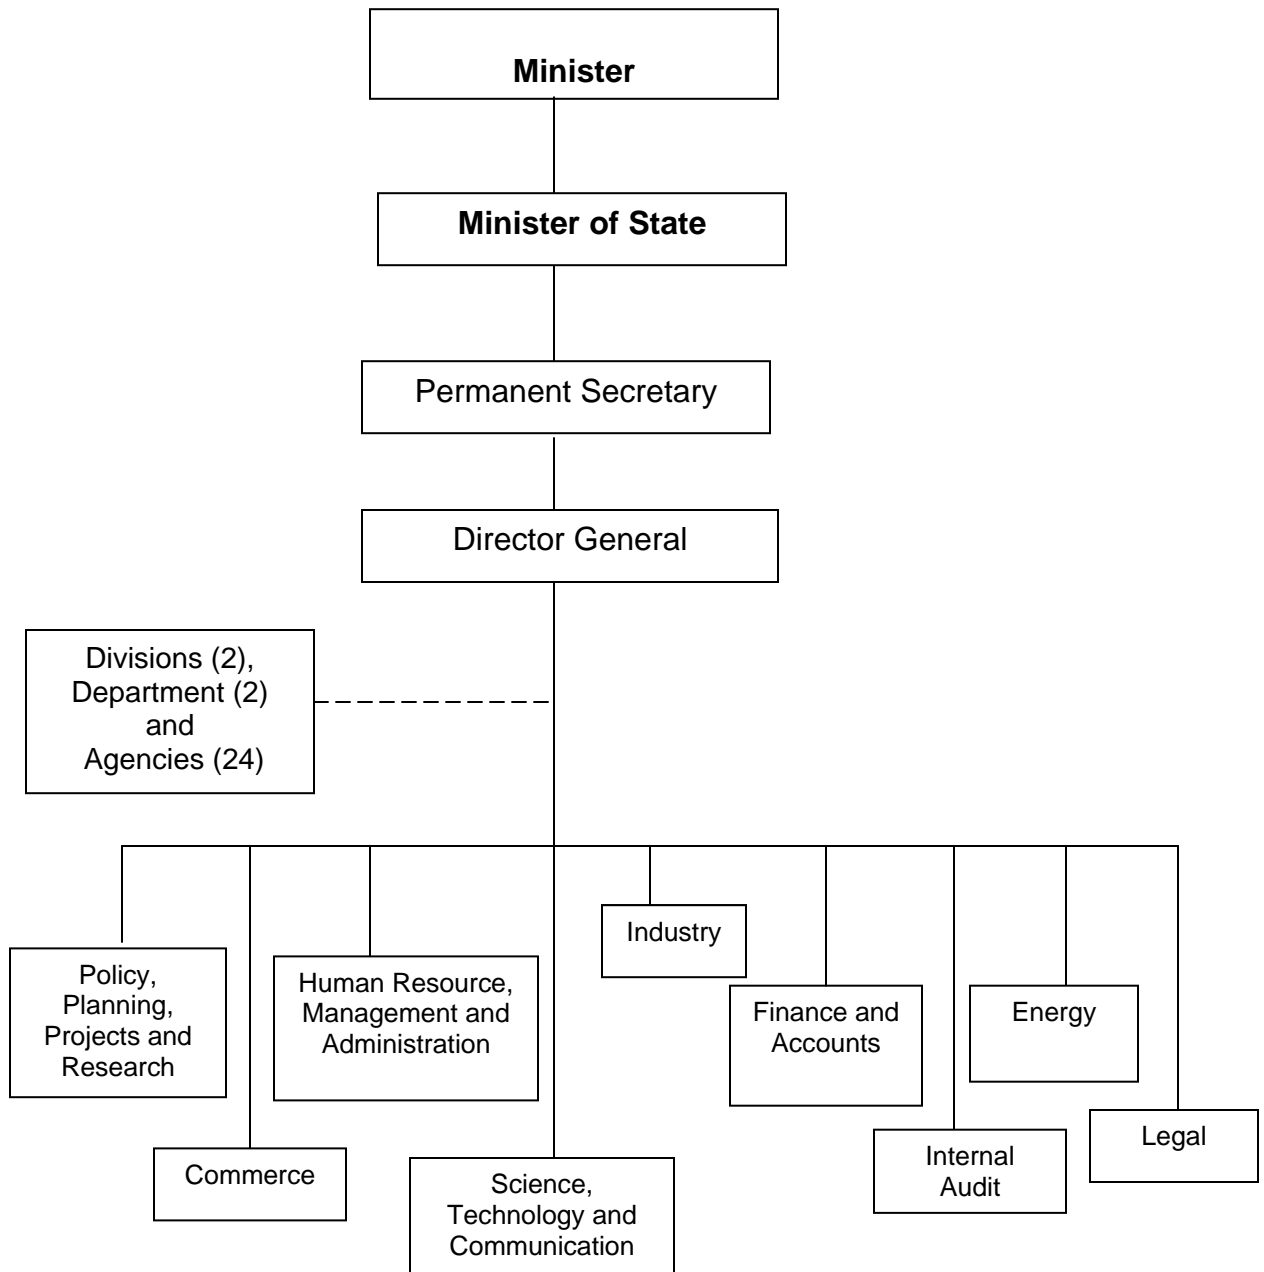 Minister
Minister of State
Permanent Secretary
Director General
Divisions (2),
Department (2)
and
Agencies (24)
Policy,
Planning,
Projects and
Research
Commerce
Human Resource,
Management and
Administration
Science,
Technology and
Communication
Industry
Finance and
Accounts
Internal
Audit
Energy
Legal